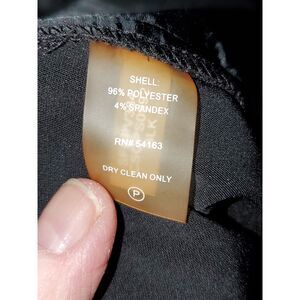 SHELL:
96% POLYESTER
4% SPANDEX
RN# 54163
DRY CLEAN ONLY
P